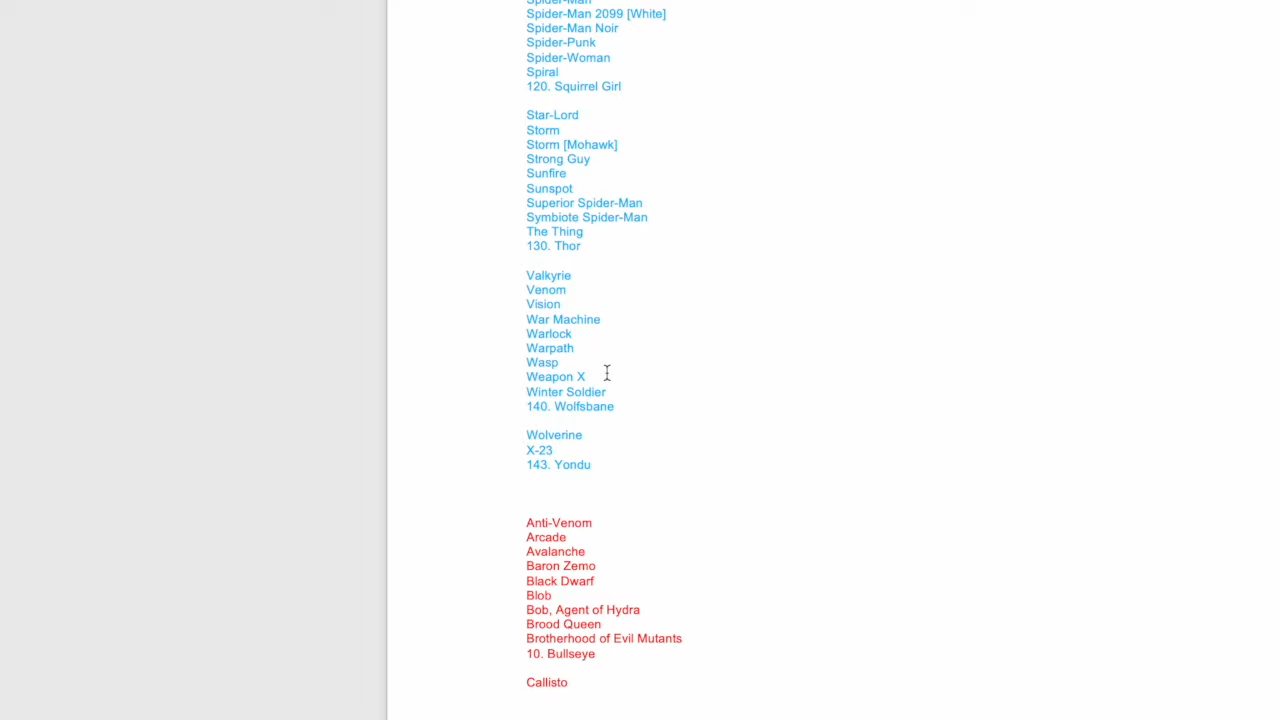 Spider-Man
Spider-Man 2099 [White]
Spider-Man Noir
Spider-Punk
Spider-Woman
Spiral
120. Squirrel Girl
Star-Lord
Storm
Storm [Mohawk]
Strong Guy
Sunfire
Sunspot
Superior Spider-Man
Symbiote Spider-Man
The Thing
130. Thor
Valkyrie
Venom
Vision
War Machine
Warlock
Warpath
Wasp
Weapon X
Winter Soldier
140. Wolfsbane
Wolverine
X-23
143. Yondu
Anti-Venom
Arcade
Avalanche
Baron Zemo
Black Dwarf
Blob
Bob, Agent of Hydra
Brood Queen
Brotherhood of Evil Mutants
10. Bullseye
Callisto